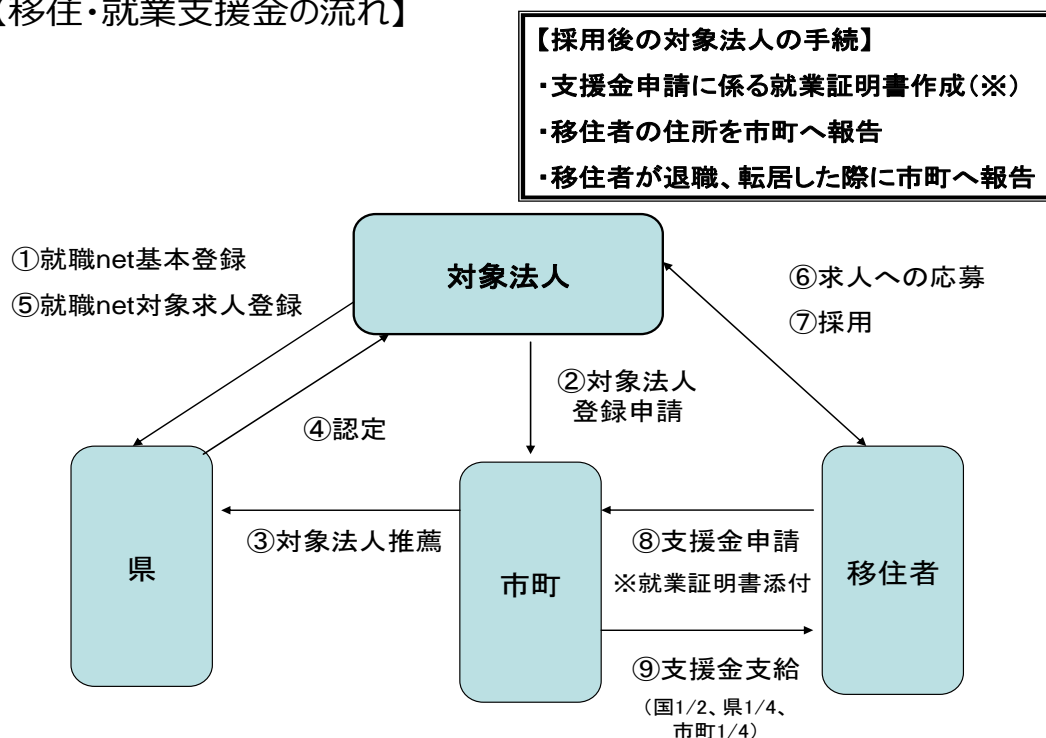 【移住・就業支援金の流れ】
【採用後の対象法人の手続】
・支援金申請に係る就業証明書作成(※)
・移住者の住所を市町へ報告
・移住者が退職、転居した際に市町へ報告
①就職net基本登録
⑤就職net対象求人登録
対象法人
⑥求人への応募
⑦採用
②対象法人
登録申請
④認定
③対象法人推薦
⑧支援金申請
※就業証明書添付
県
市町
移住者
⑨支援金支給
(国1/2、県1/4、
市町1/4)